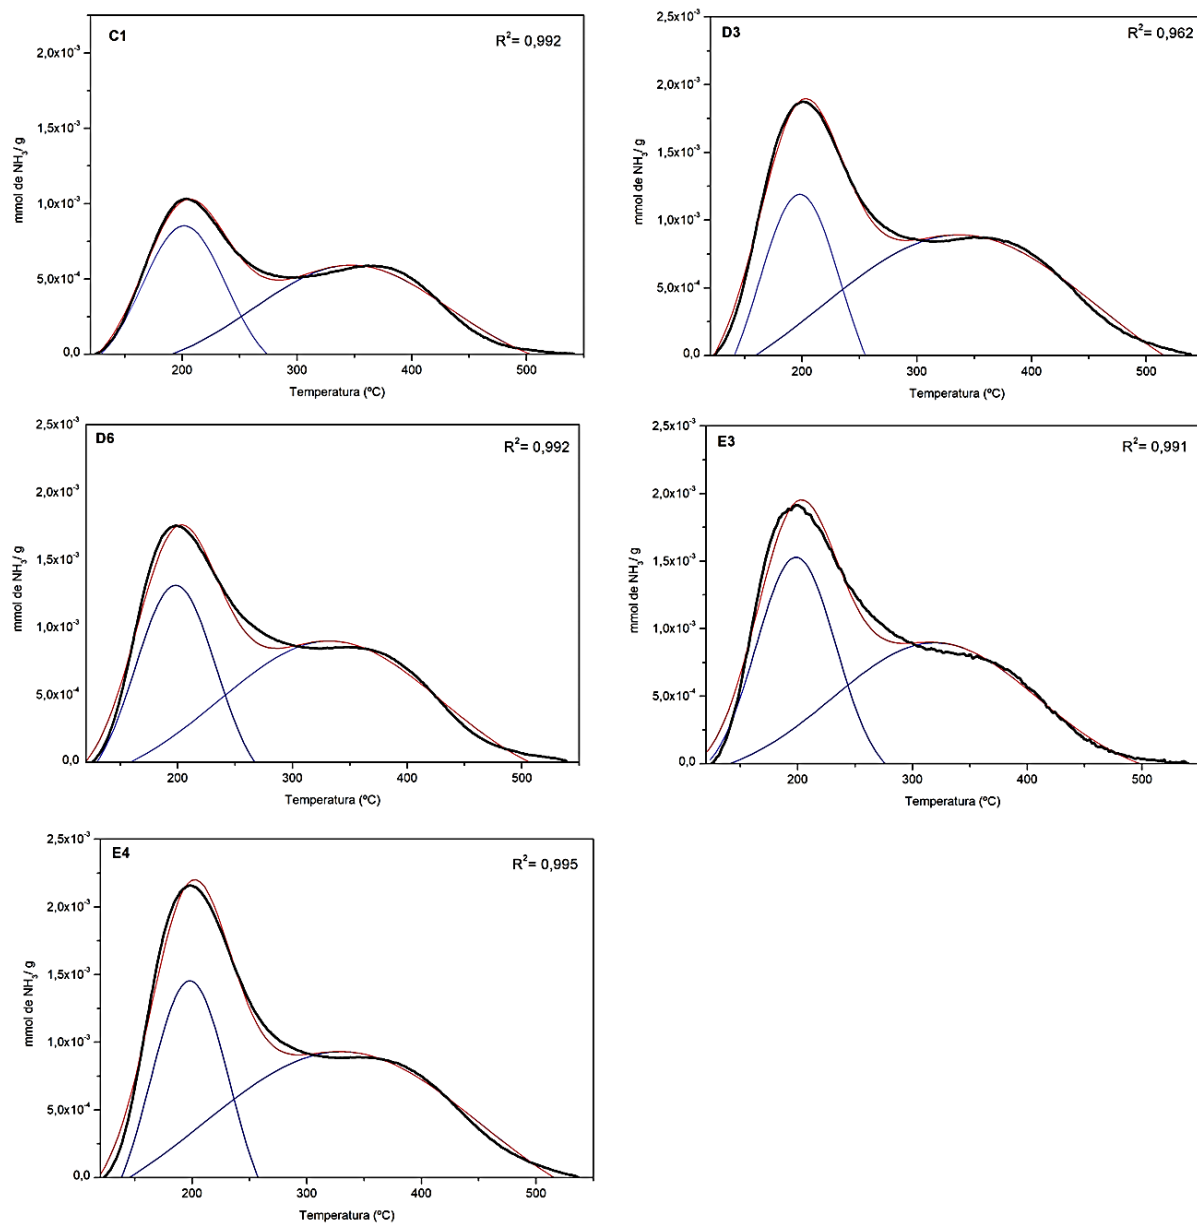 C1
R²= 0,992
2,0x10⁻³
1,5x10⁻³
1,0x10⁻³
5,0x10⁻⁴
0,0
mmol de NH₃/ g
200 300 400 500
Temperatura (ºC)
D3
R²= 0,962
2,5x10⁻³
2,0x10⁻³
1,5x10⁻³
1,0x10⁻³
5,0x10⁻⁴
0,0
mmol de NH₃/ g
200 300 400 500
Temperatura (ºC)
D6
R²= 0,992
2,5x10⁻³
2,0x10⁻³
1,5x10⁻³
1,0x10⁻³
5,0x10⁻⁴
0,0
mmol de NH₃/ g
200 300 400 500
Temperatura (ºC)
E3
R²= 0,991
2,5x10⁻³
2,0x10⁻³
1,5x10⁻³
1,0x10⁻³
5,0x10⁻⁴
0,0
mmol de NH₃/ g
200 300 400 500
Temperatura (ºC)
E4
R²= 0,995
2,5x10⁻³
2,0x10⁻³
1,5x10⁻³
1,0x10⁻³
5,0x10⁻⁴
0,0
mmol de NH₃/ g
200 300 400 500
Temperatura (ºC)